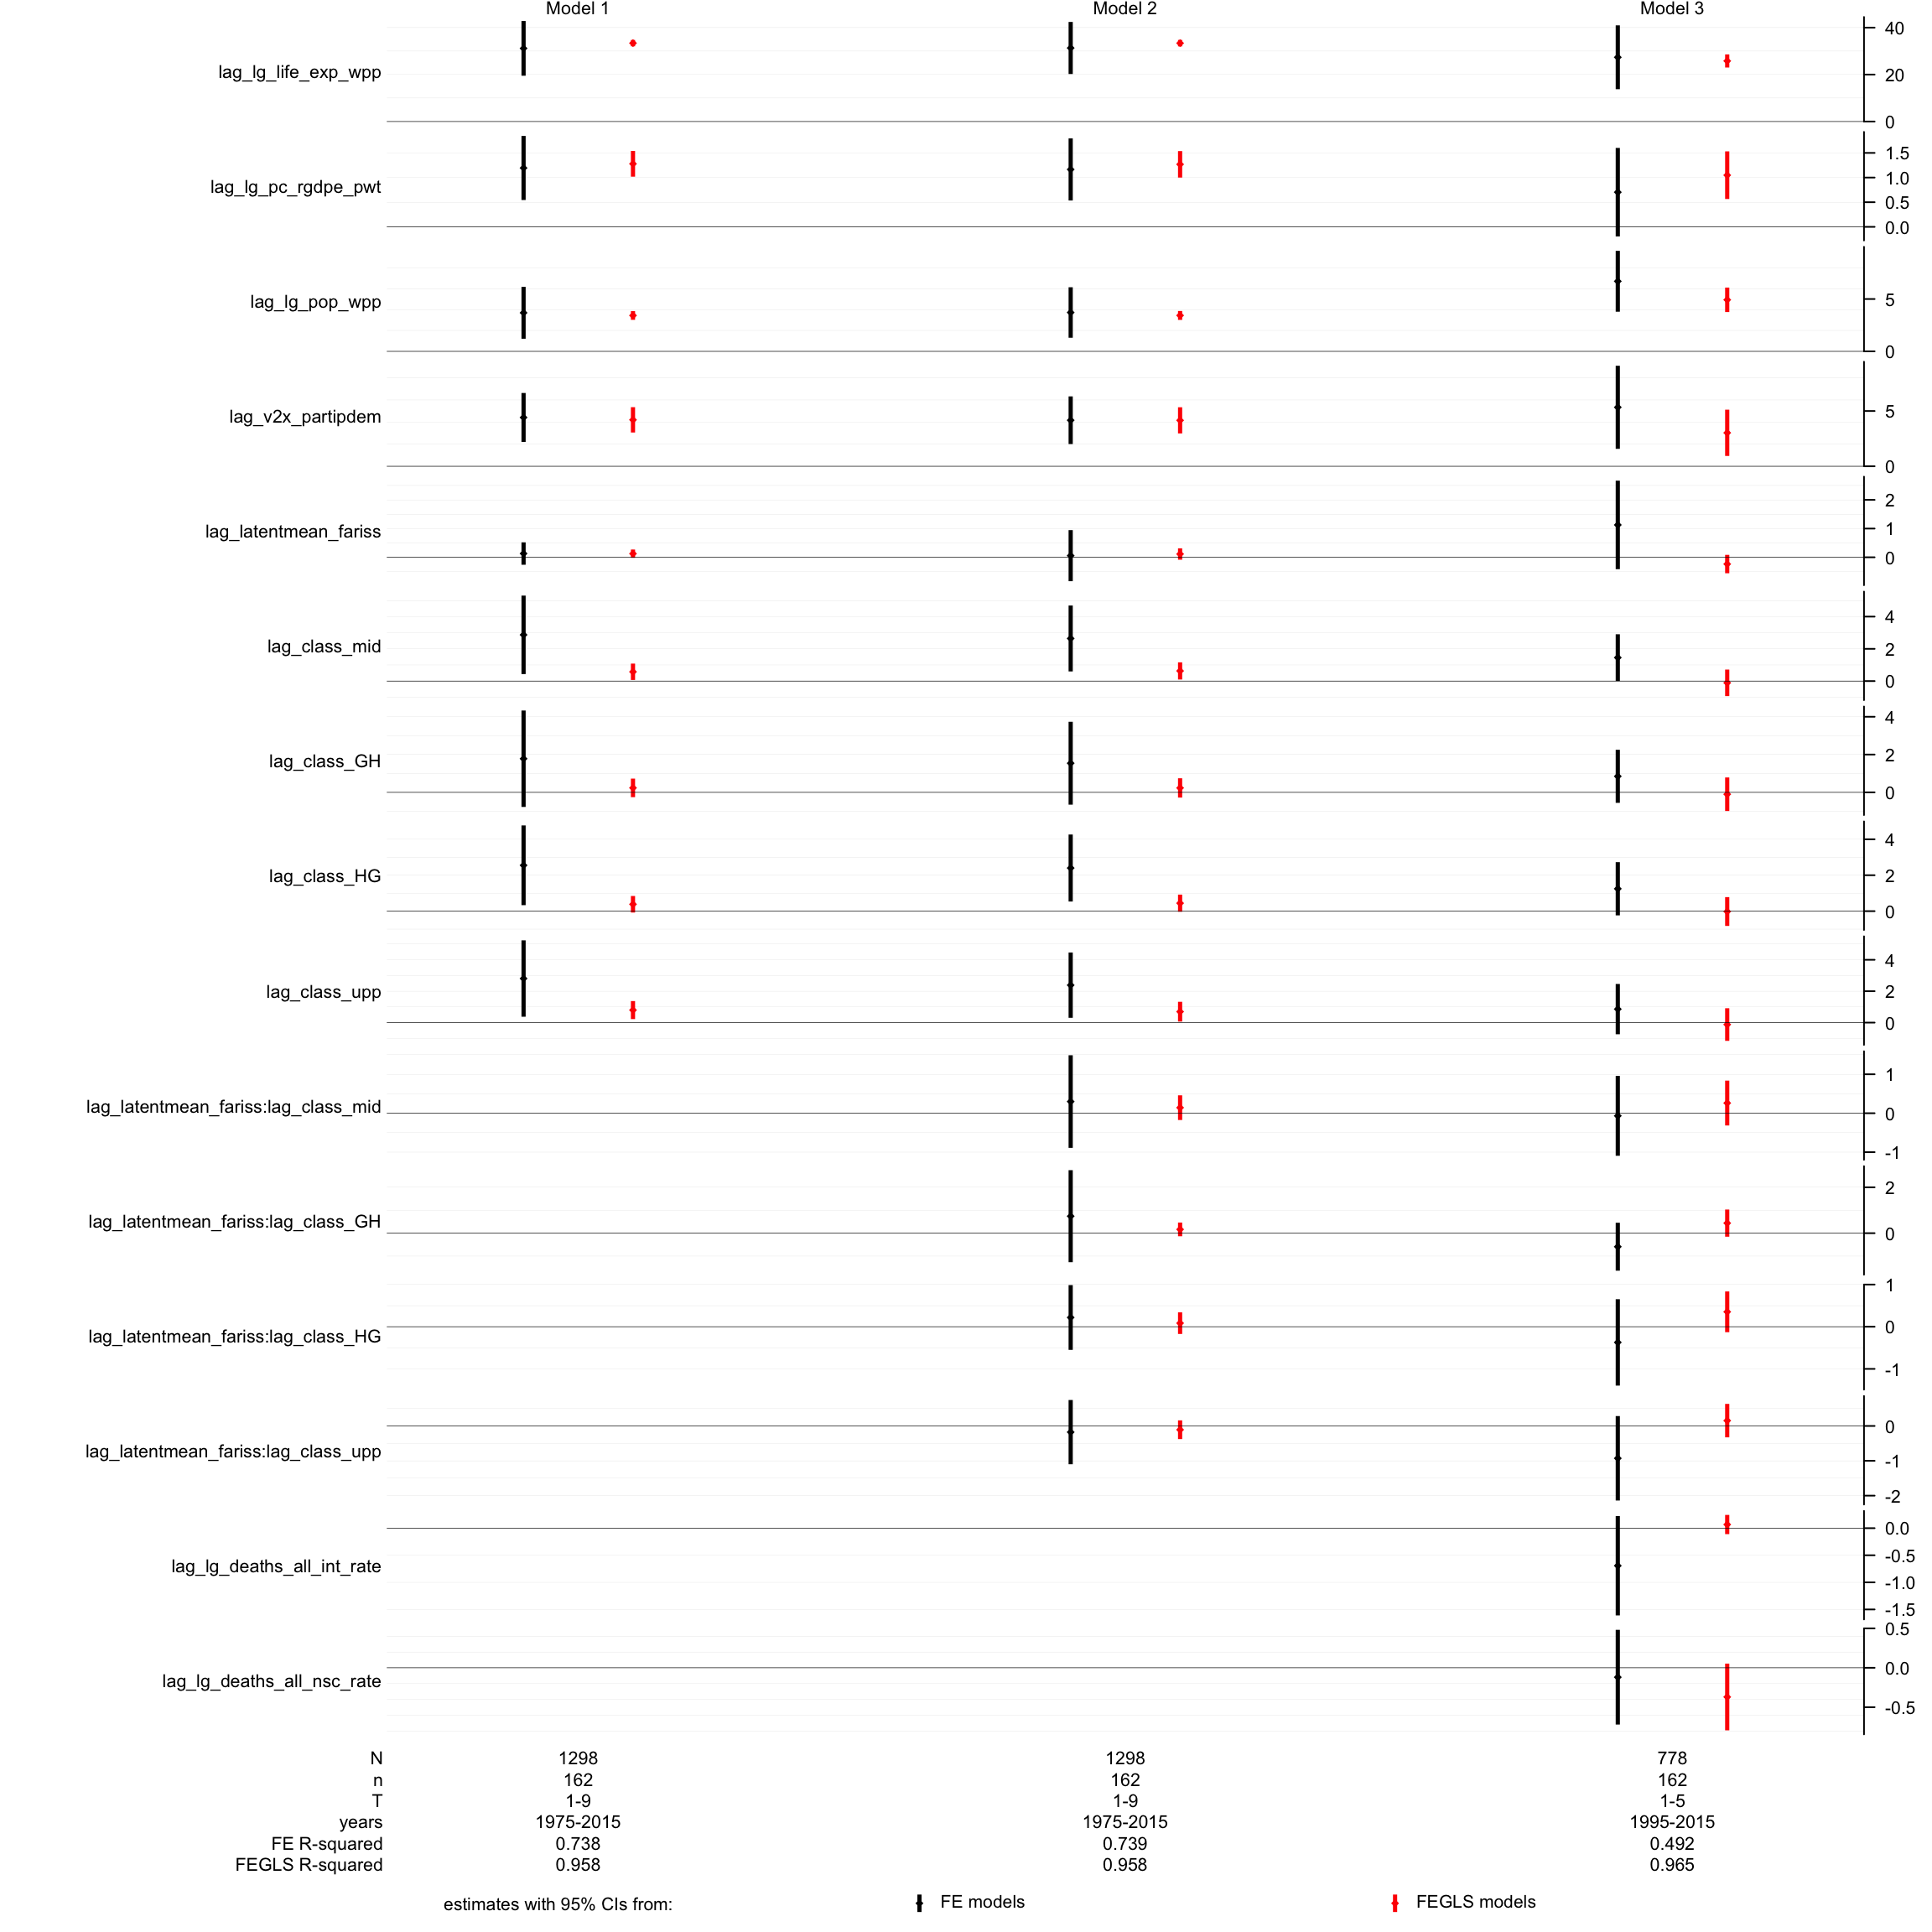 Model 1 Model 2 Model 3
lag_lg_life_exp_wpp
40
20
0
lag_lg_pc_rgdpe_pwt
1.5
1.0
0.5
0.0
lag_lg_pop_wpp
5
0
lag_v2x_partipdem
5
0
lag_latentmean_fariss
2
1
0
lag_class_mid
4
2
0
lag_class_GH
4
2
0
lag_class_HG
4
2
0
lag_class_upp
4
2
0
lag_latentmean_fariss:lag_class_mid
1
0
-1
lag_latentmean_fariss:lag_class_GH
2
0
lag_latentmean_fariss:lag_class_HG
1
0
-1
lag_latentmean_fariss:lag_class_upp
0
-1
-2
lag_lg_deaths_all_int_rate
0.0
-0.5
-1.0
-1.5
lag_lg_deaths_all_nsc_rate
0.5
0.0
-0.5
N 1298 1298 778
n 162 162 162
T 1-9 1-9 1-5
years 1975-2015 1975-2015 1995-2015
FE R-squared 0.738 0.739 0.492
FEGLS R-squared 0.958 0.958 0.965
estimates with 95% CIs from: FE models FEGLS models